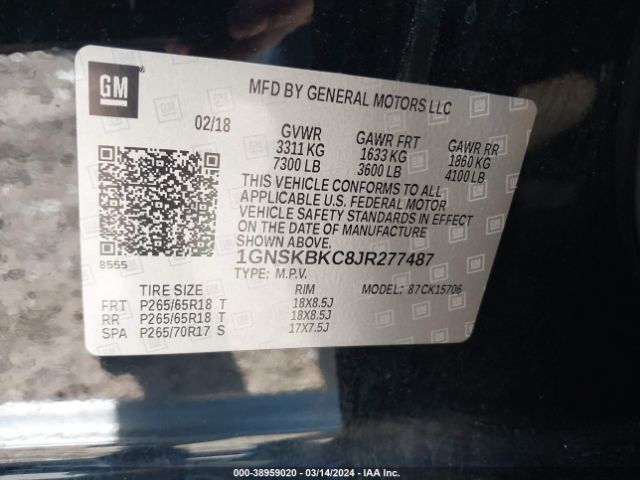 GM
MFD BY GENERAL MOTORS LLC
02/18 GVWR GAWR FRT GAWR RR
3311 KG 1633 KG 1860 KG
7300 LB 3600 LB 4100 LB
THIS VEHICLE CONFORMS TO ALL
APPLICABLE U.S. FEDERAL MOTOR
VEHICLE SAFETY STANDARDS IN EFFECT
ON THE DATE OF MANUFACTURE
SHOWN ABOVE.
8555 1GNSKBKC8JR277487
TYPE: M.P.V. MODEL: 87CK15706
TIRE SIZE RIM
FRT P265/65R18 T 18X8.5J
RR P265/65R18 T 18X8.5J
SPA P265/70R17 S 17X7.5J
000-38959020 — 03/14/2024 — IAA Inc.